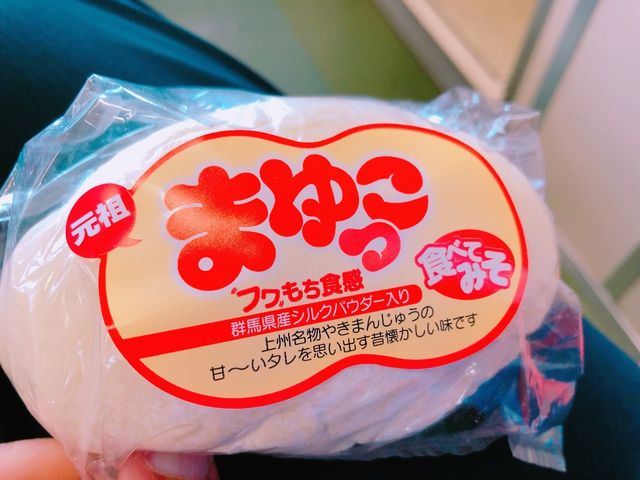 元祖
まゆっこ
食べて
みそ
"フワ"もち食感
群馬県産シルクパウダー入り
上州名物やきまんじゅうの
甘〜いタレを思い出す昔懐かしい味です